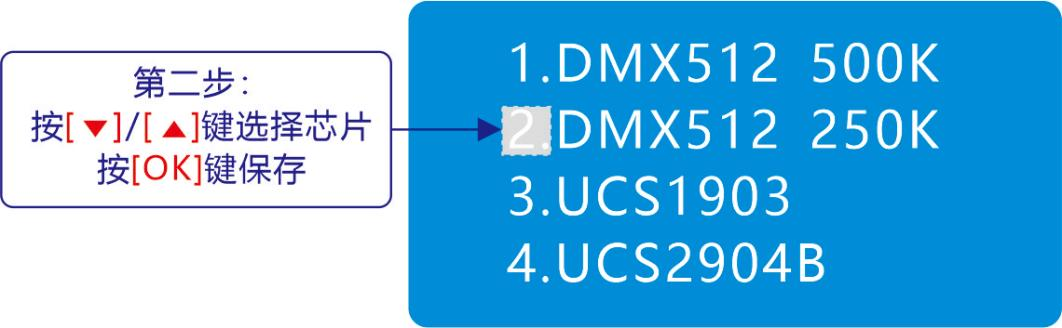 第二步：
按[▼]/[▲]键选择芯片
按[OK]键保存
1.DMX512 500K
2.DMX512 250K
3.UCS1903
4.UCS2904B